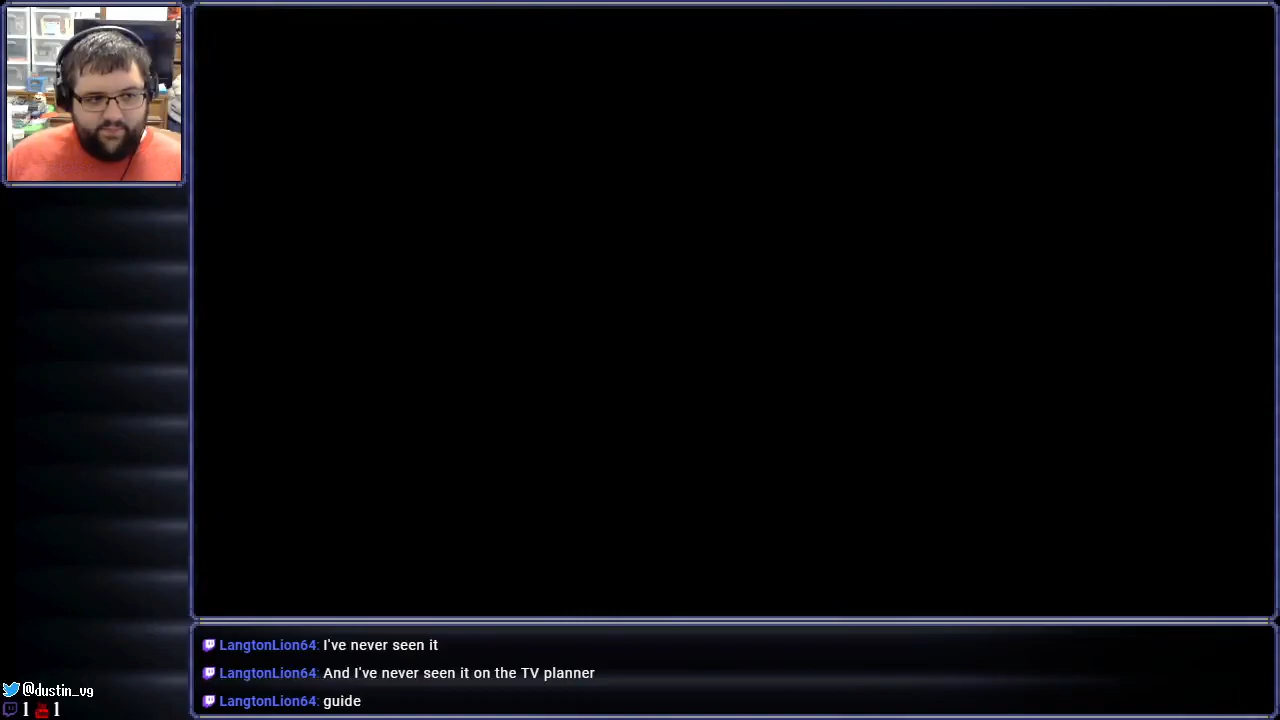 LangtonLion64: I've never seen it
LangtonLion64: And I've never seen it on the TV planner
LangtonLion64: guide
@dustin_vg
1 1